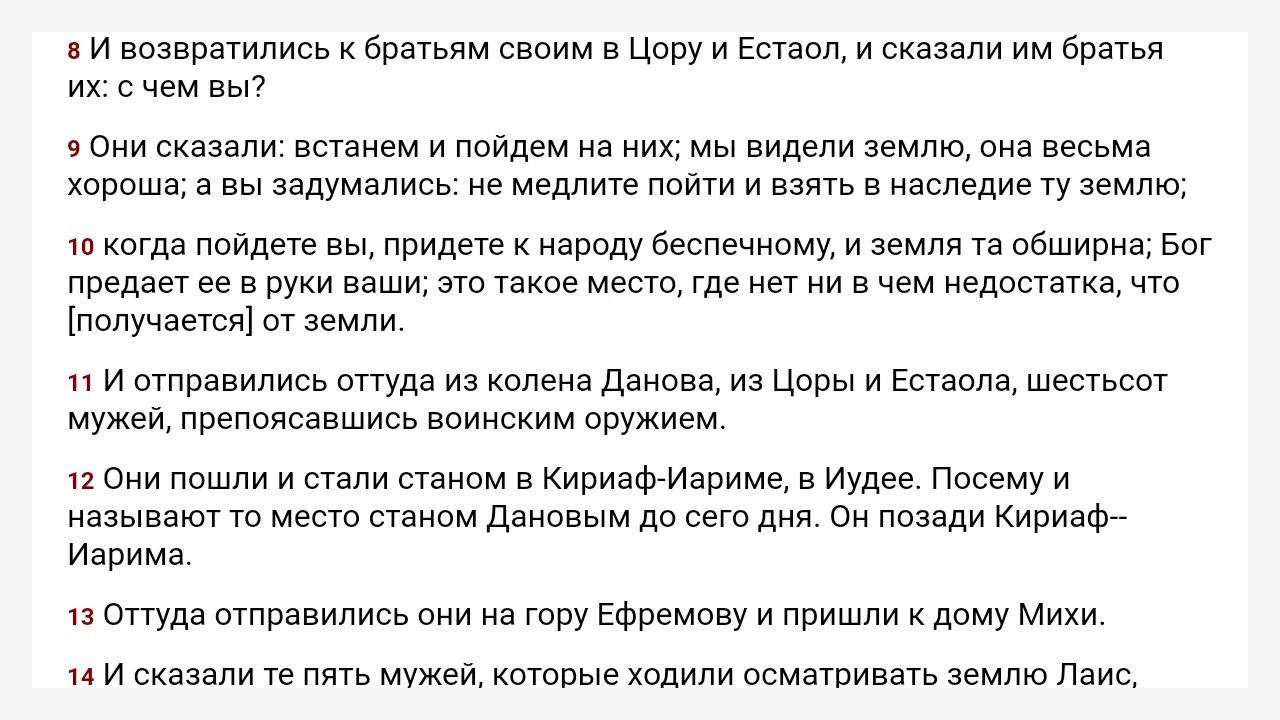 8 И возвратились к братьям своим в Цору и Естаол, и сказали им братья
их: с чем вы?
9 Они сказали: встанем и пойдем на них; мы видели землю, она весьма
хороша; а вы задумались: не медлите пойти и взять в наследие ту землю;
10 когда пойдете вы, придете к народу беспечному, и земля та обширна; Бог
предает ее в руки ваши; это такое место, где нет ни в чем недостатка, что
[получается] от земли.
11 И отправились оттуда из колена Данова, из Цоры и Естаола, шестьсот
мужей, препоясавшись воинским оружием.
12 Они пошли и стали станом в Кириаф-Иариме, в Иудее. Посему и
называют то место станом Дановым до сего дня. Он позади Кириаф--
Иарима.
13 Оттуда отправились они на гору Ефремову и пришли к дому Михи.
14 И сказали те пять мужей, которые ходили осматривать землю Лаис,